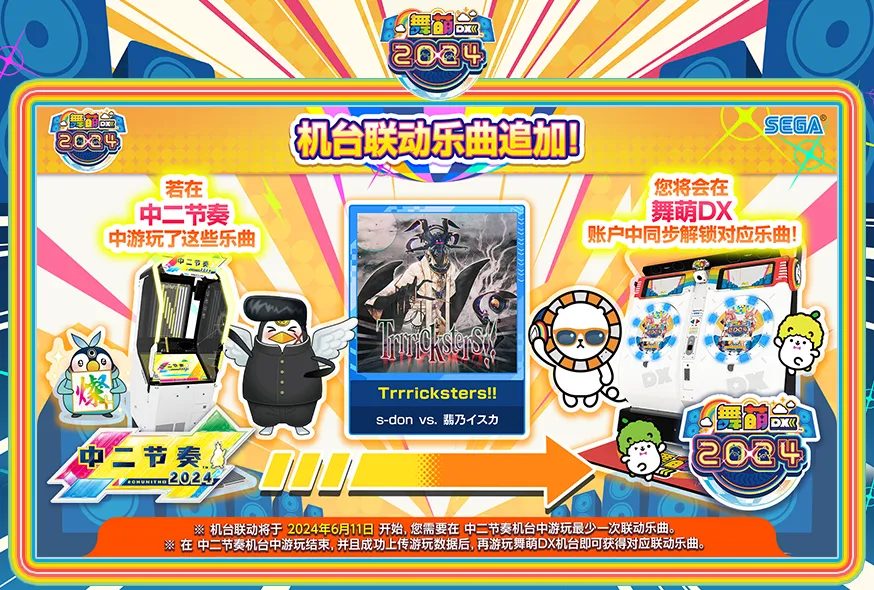 舞萌DX
2024
舞萌DX
2024
机台联动乐曲追加!
SEGA®
若在
中二节奏
中游玩了这些乐曲
您将会在
舞萌DX
账户中同步解锁对应乐曲!
中二节奏
Trrricksters!!
DX
DX
燦
Trrricksters!!
s-don vs. 翡乃イスカ
中二节奏
CHUNITHM 2024
舞萌DX
2024
※ 机台联动将于 2024年6月11日 开始, 您需要在 中二节奏机台中游玩最少一次联动乐曲。
※ 在 中二节奏机台中游玩结束, 并且成功上传游玩数据后, 再游玩舞萌DX机台即可获得对应联动乐曲。